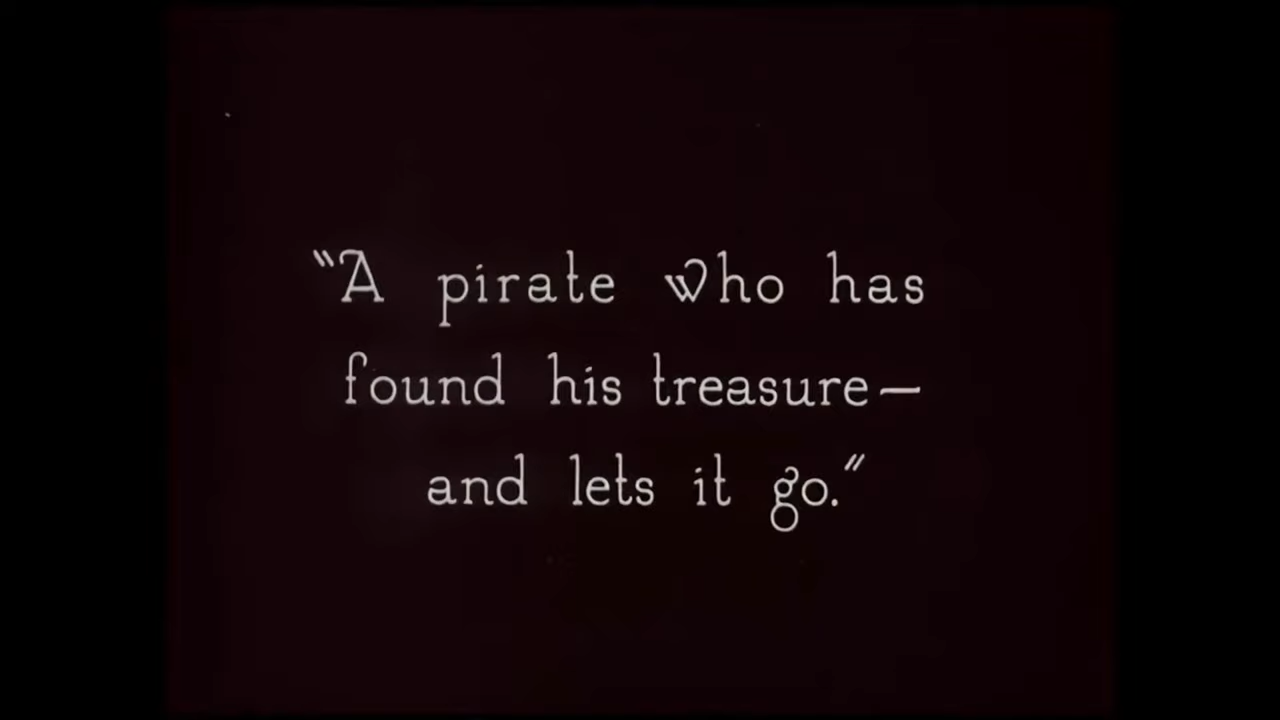 "A pirate who has
found his treasure—
and lets it go."